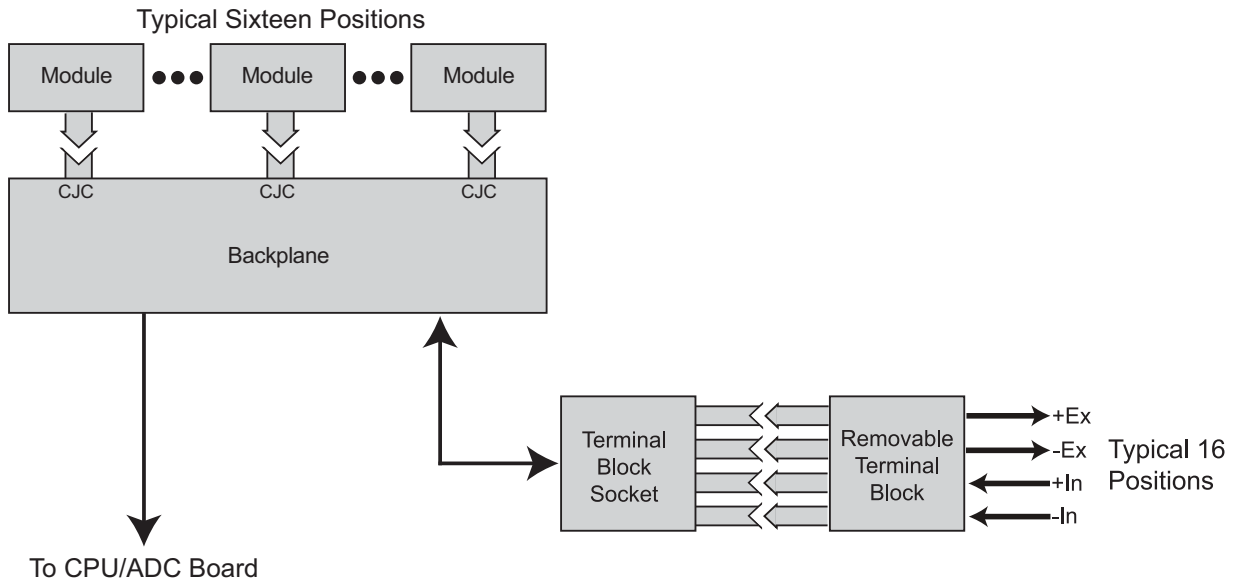 Typical Sixteen Positions
Module
Module
Module
CJC
CJC
CJC
Backplane
Terminal
Block
Socket
Removable
Terminal
Block
+Ex
-Ex
+In
-In
Typical 16
Positions
To CPU/ADC Board